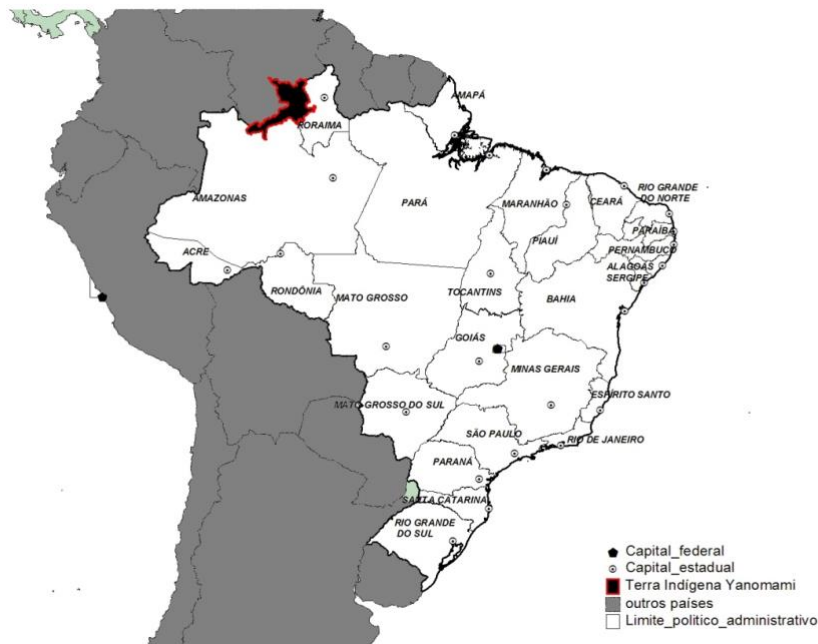 AMAPÁ
RORAIMA
AMAZONAS
PARÁ
MARANHÃO
CEARÁ
RIO GRANDE
DO NORTE
PARAÍBA
PIAUÍ
PERNAMBUCO
ACRE
ALAGOAS
SERGIPE
RONDÔNIA
MATO GROSSO
TOCANTINS
BAHIA
GOIÁS
MINAS GERAIS
ESPÍRITO SANTO
MATO GROSSO DO SUL
SÃO PAULO
RIO DE JANEIRO
PARANÁ
SANTA CATARINA
RIO GRANDE
DO SUL
Capital_federal
Capital_estadual
Terra Indígena Yanomami
outros países
Limite_politico_administrativo